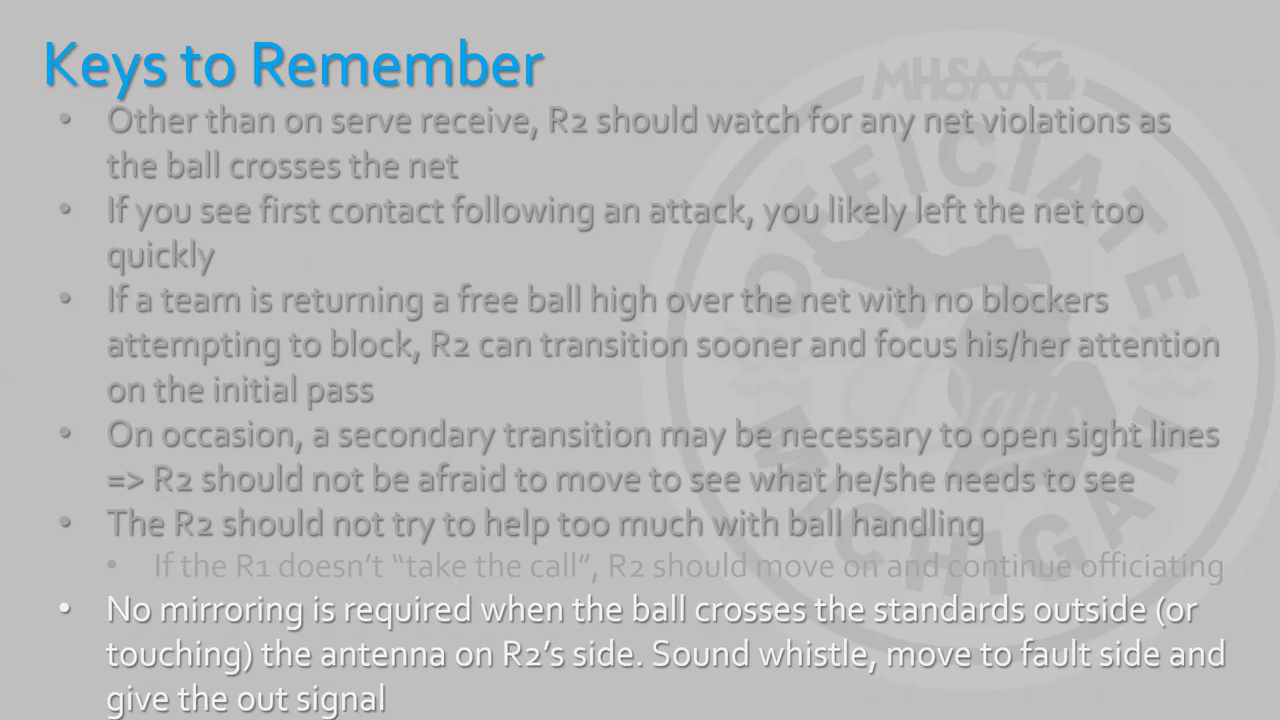 Keys to Remember
MHSAA
OFFICIATE
MICHIGAN
• Other than on serve receive, R2 should watch for any net violations as
the ball crosses the net
• If you see first contact following an attack, you likely left the net too
quickly
• If a team is returning a free ball high over the net with no blockers
attempting to block, R2 can transition sooner and focus his/her attention
on the initial pass
• On occasion, a secondary transition may be necessary to open sight lines
=> R2 should not be afraid to move to see what he/she needs to see
• The R2 should not try to help too much with ball handling
• If the R1 doesn’t “take the call”, R2 should move on and continue officiating
• No mirroring is required when the ball crosses the standards outside (or
touching) the antenna on R2’s side. Sound whistle, move to fault side and
give the out signal